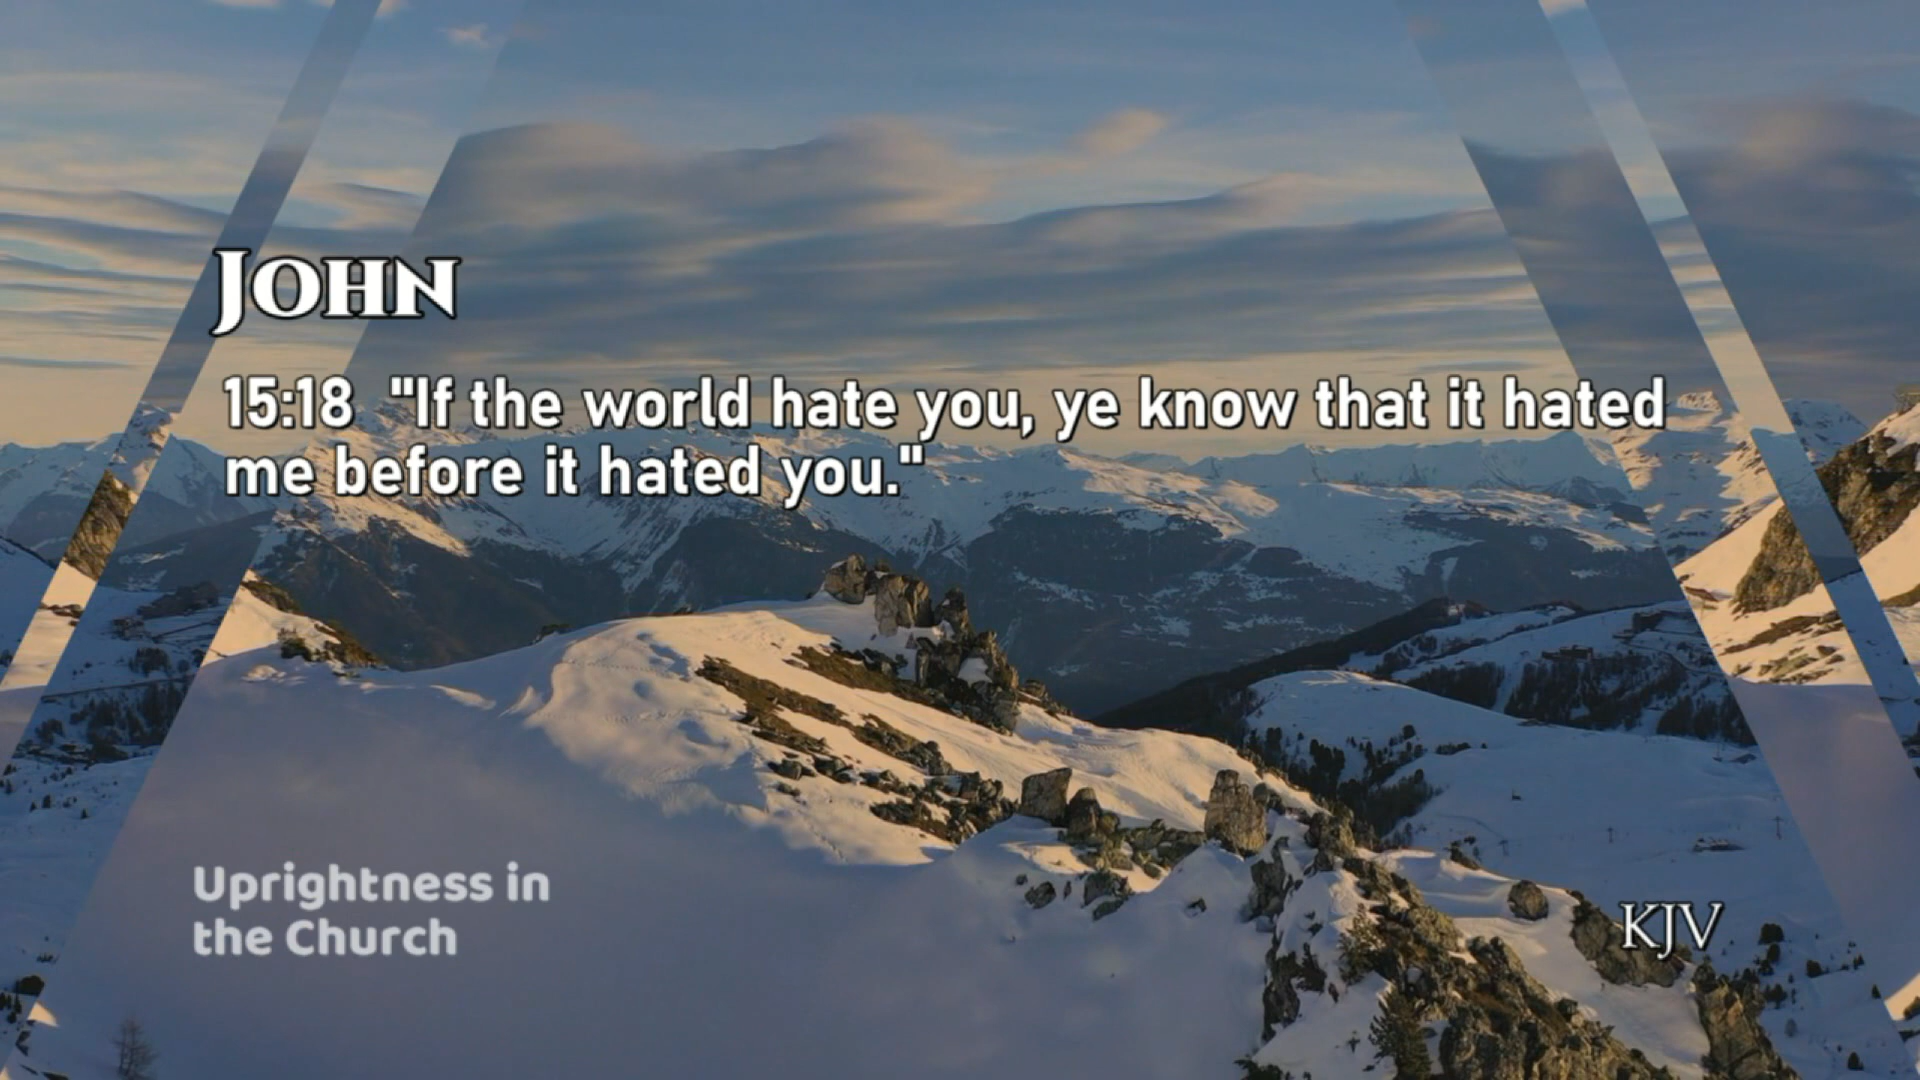 John
15:18 "If the world hate you, ye know that it hated
me before it hated you."
Uprightness in
the Church
KJV